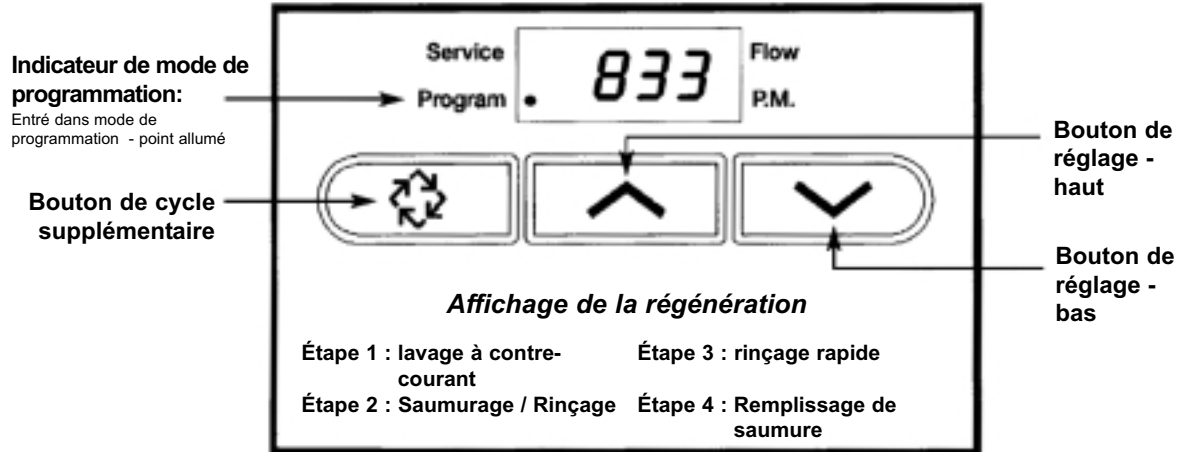 Indicateur de mode de
programmation:
Entré dans mode de
programmation - point allumé
Bouton de cycle
supplémentaire
Service
Program
833
Flow
P.M.
Bouton de
réglage -
haut
Bouton de
réglage -
bas
Affichage de la régénération
Étape 1 : lavage à contre-
courant
Étape 2 : Saumurage / Rinçage
Étape 3 : rinçage rapide
Étape 4 : Remplissage de
saumure